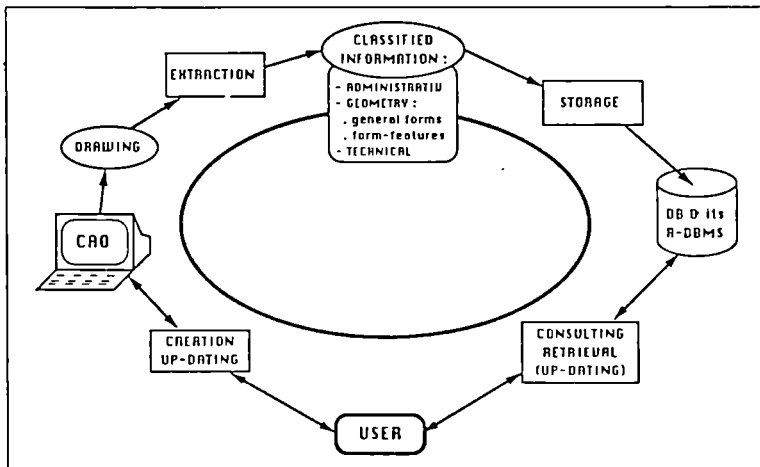 CLASSIFIED
INFORMATION :
- ADMINISTRATIV
- GEOMETRY :
. general forms
. form-features
- TECHNICAL
EXTRACTION
STORAGE
DRAWING
CAO
DB & its
R-DBMS
CREATION
UP-DATING
CONSULTING
RETRIEVAL
(UP-DATING)
USER